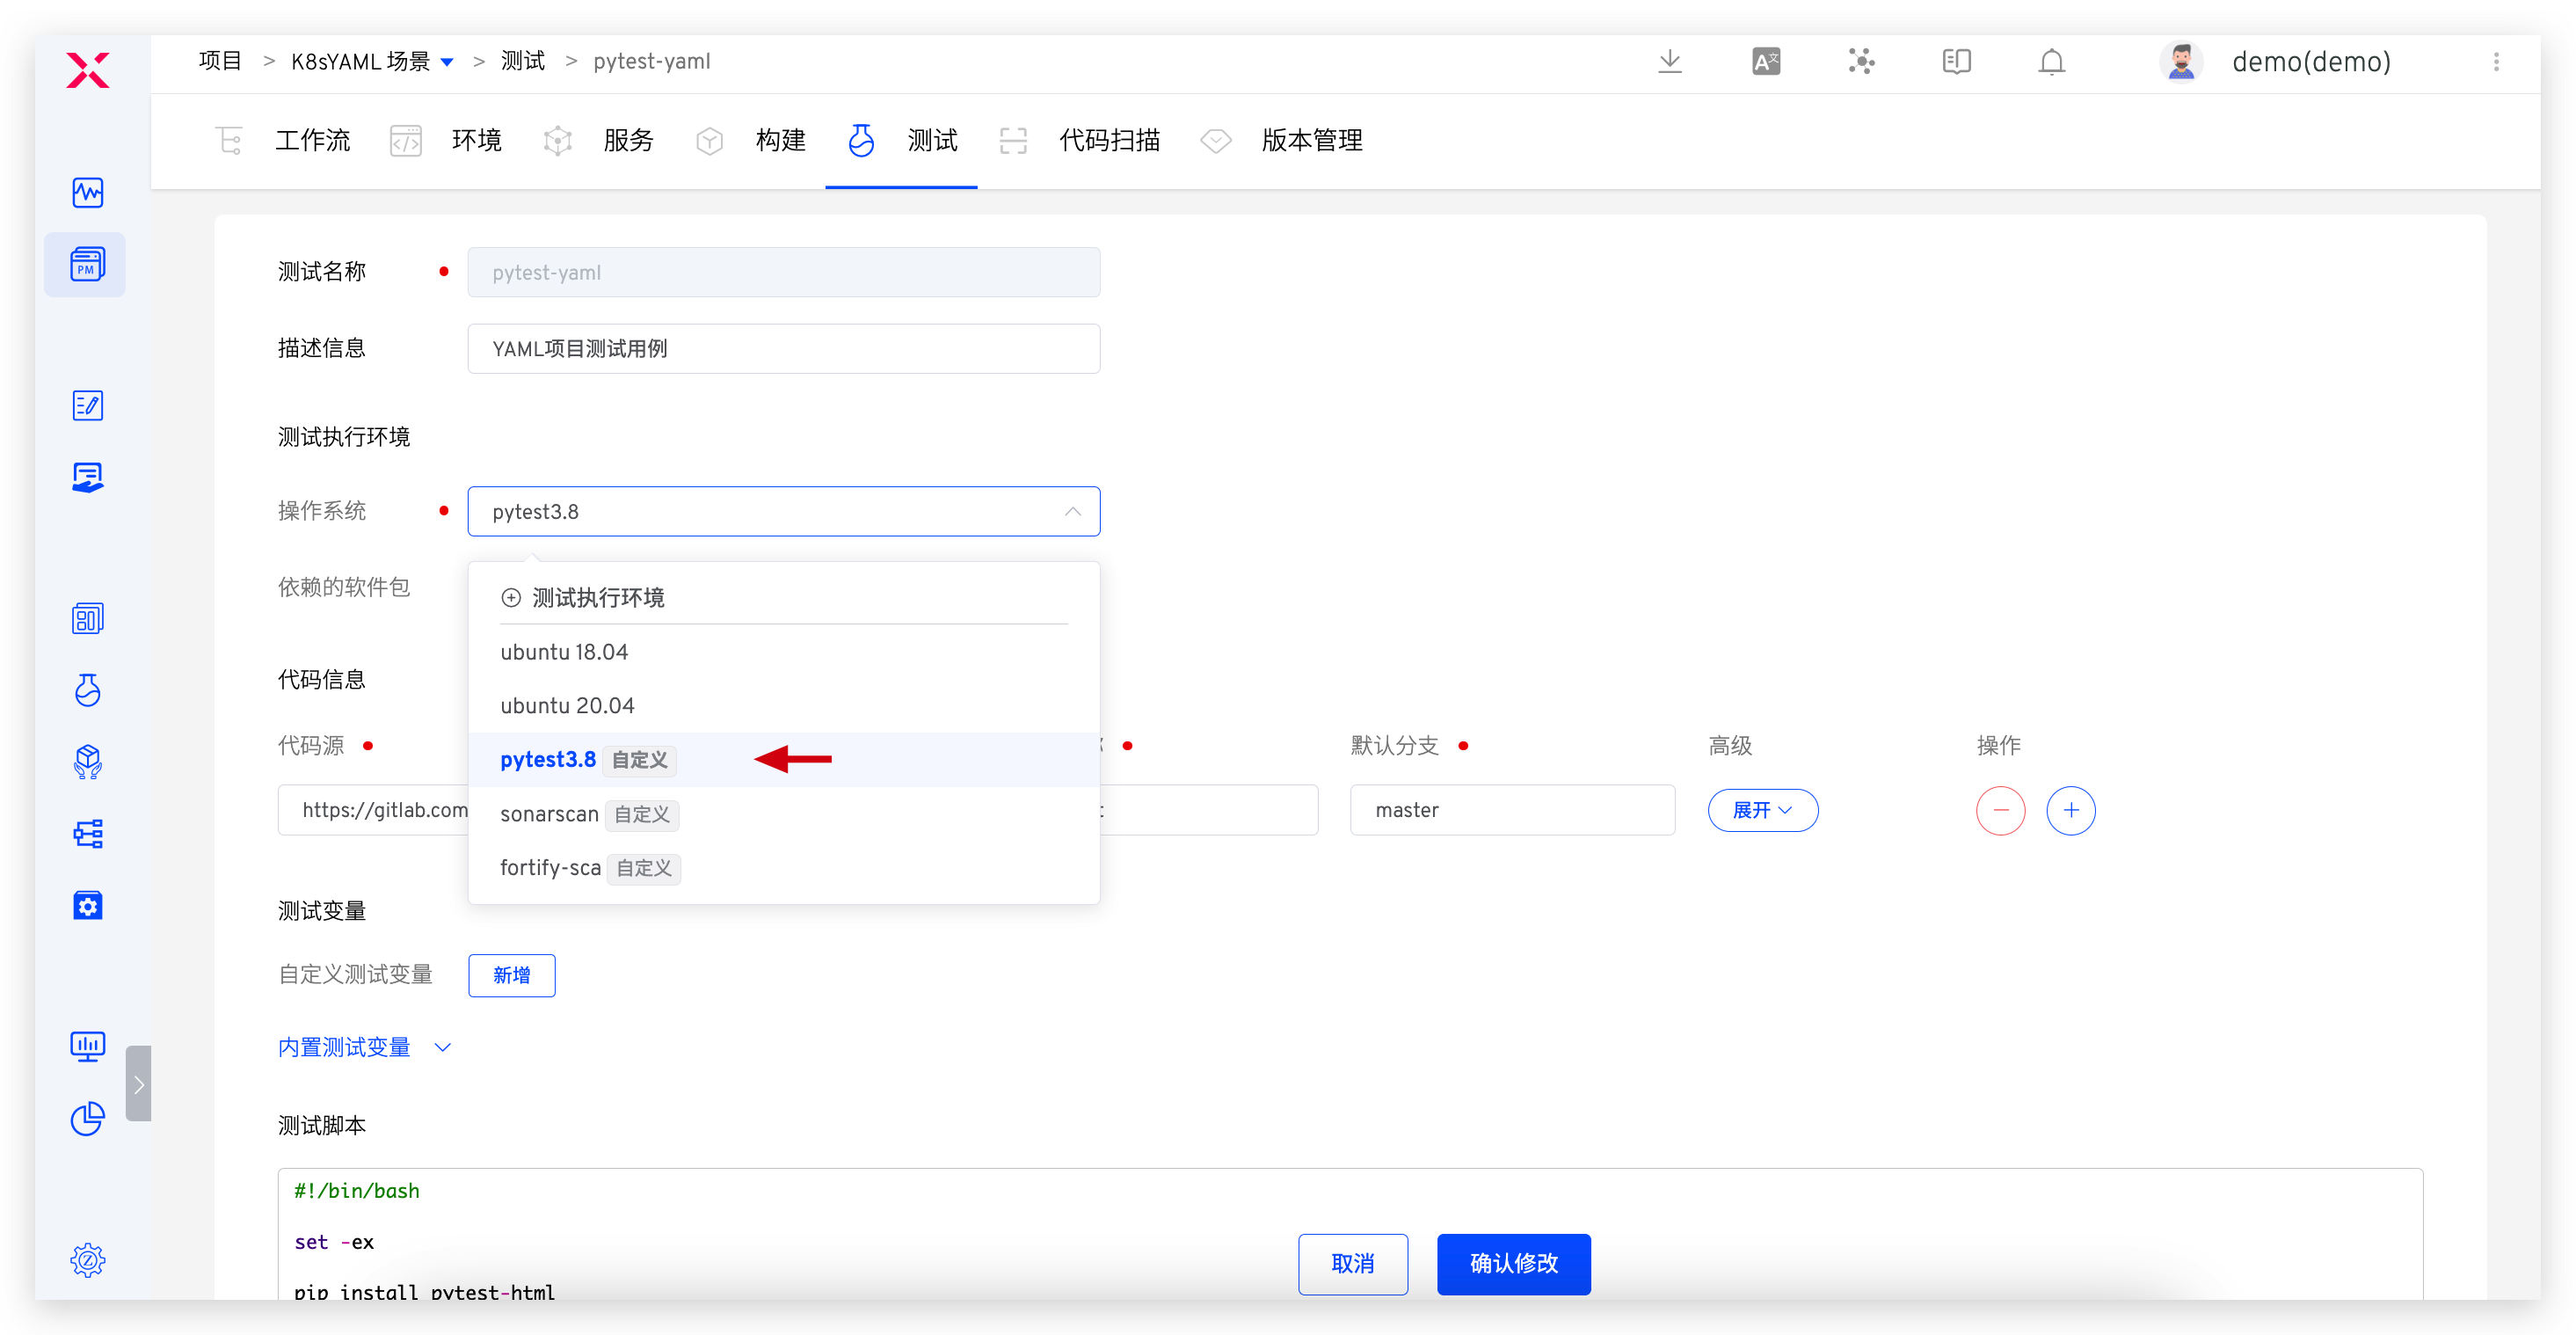 项目 > K8sYAML 场景 > 测试 > pytest-yaml
demo(demo)
工作流 环境 服务 构建 测试 代码扫描 版本管理
PM
测试名称 pytest-yaml
描述信息 YAML项目测试用例
测试执行环境
操作系统 pytest3.8
依赖的软件包
测试执行环境
ubuntu 18.04
ubuntu 20.04
pytest3.8 自定义
sonarscan 自定义
fortify-sca 自定义
代码信息
代码源 默认分支 高级 操作
https://gitlab.com master 展开
测试变量
自定义测试变量 新增
内置测试变量
测试脚本
#!/bin/bash
set -ex
pip install pytest-html
取消 确认修改